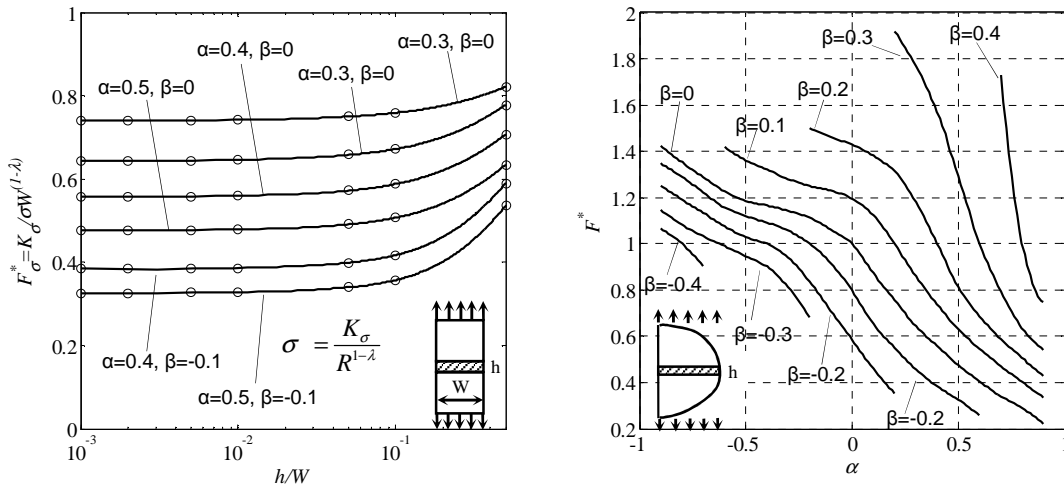 1
0.8
0.6
0.4
0.2
0
10⁻³
10⁻²
10⁻¹
h/W
F*σ=Kσ/σW^(1-λ)
α=0.3, β=0
α=0.4, β=0
α=0.3, β=0
α=0.5, β=0
α=0.4, β=-0.1
α=0.5, β=-0.1
σ = Kσ / R^1−λ
h
W
2
1.8
1.6
1.4
1.2
1
0.8
0.6
0.4
0.2
-1
-0.5
0
0.5
1
α
F*
β=0.3
β=0.4
β=0.2
β=0
β=0.1
β=-0.4
β=-0.3
β=-0.2
β=-0.2
h